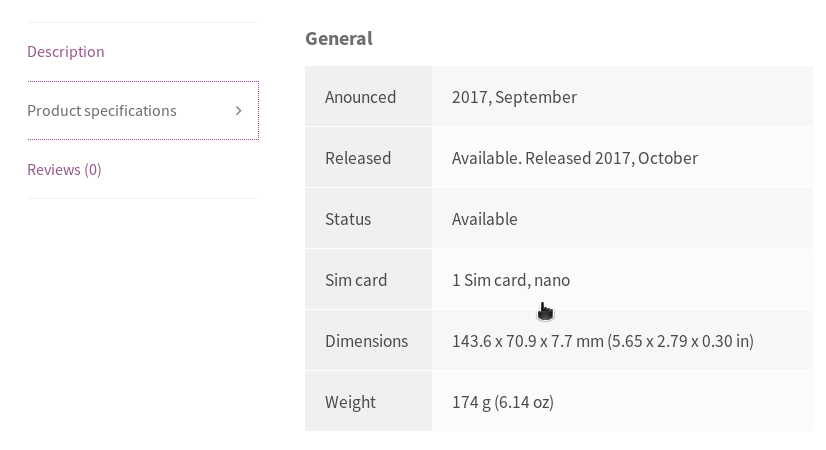 Description
Product specifications
Reviews (0)
General
Anounced 2017, September
Released Available. Released 2017, October
Status Available
Sim card 1 Sim card, nano
Dimensions 143.6 x 70.9 x 7.7 mm (5.65 x 2.79 x 0.30 in)
Weight 174 g (6.14 oz)